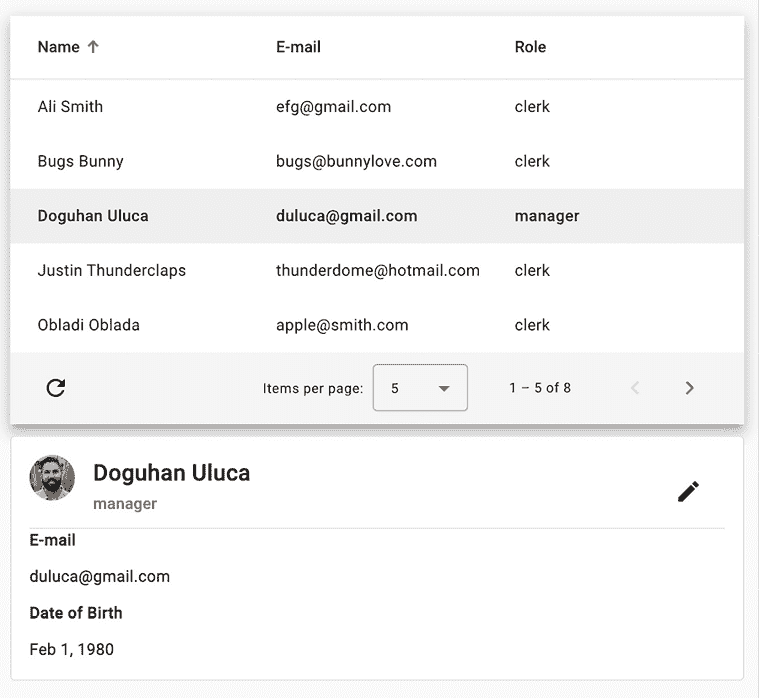 Name E-mail Role
Ali Smith efg@gmail.com clerk
Bugs Bunny bugs@bunnylove.com clerk
Doguhan Uluca duluca@gmail.com manager
Justin Thunderclaps thunderdome@hotmail.com clerk
Obladi Oblada apple@smith.com clerk
Items per page: 5 1 – 5 of 8
Doguhan Uluca
manager
E-mail
duluca@gmail.com
Date of Birth
Feb 1, 1980